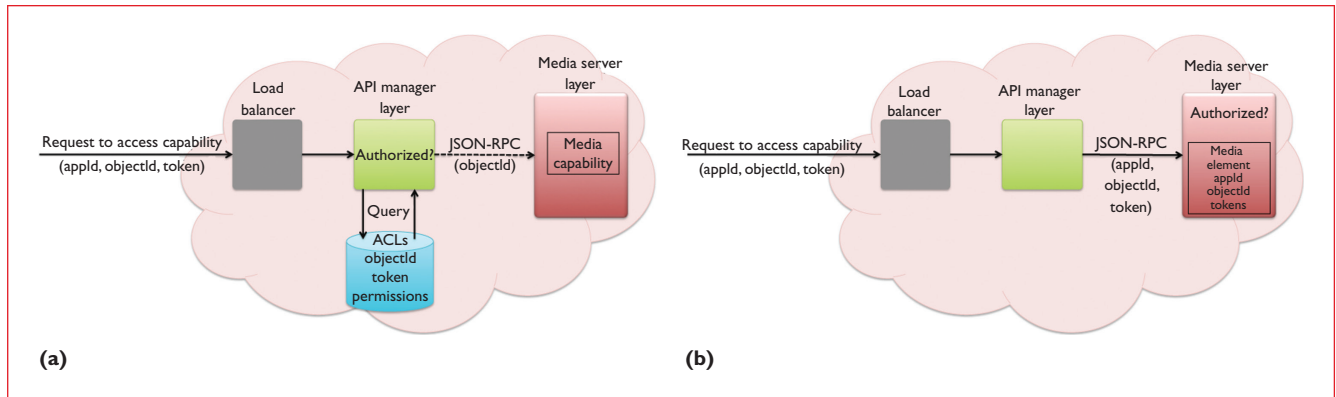 Media server
layer
API manager
layer
Load
balancer
Request to access capability
(appId, objectId, token)
Authorized?
JSON-RPC
(objectId)
Media
capability
Query
ACLs
objectId
token
permissions
(a)
Media server
layer
API manager
layer
Load
balancer
Authorized?
Request to access capability
(appId, objectId, token)
JSON-RPC
(appId,
objectId,
token)
Media
element
appId
objectId
tokens
(b)